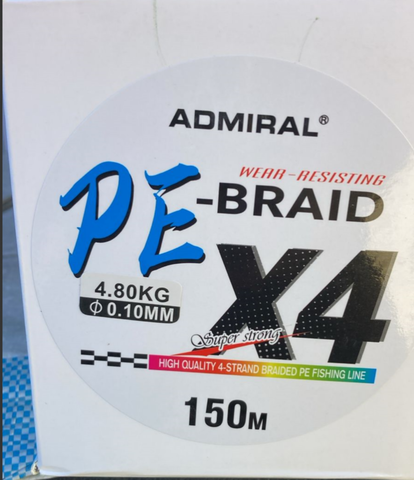 ADMIRAL®
WEAR-RESISTING
PE-BRAID
4.80KG
Φ 0.10MM
X4
Super strong
HIGH QUALITY 4-STRAND BRAIDED PE FISHING LINE
150M